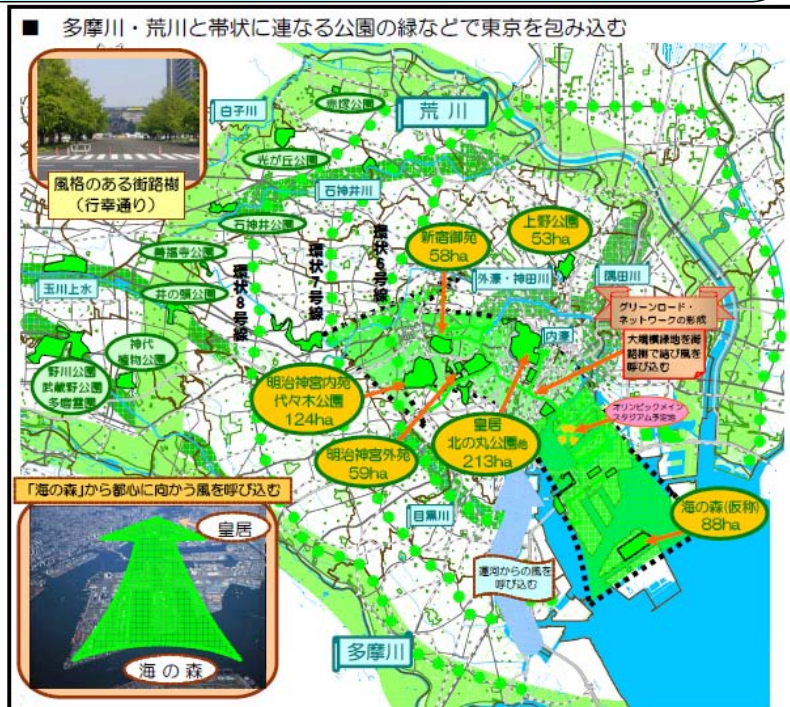 ■ 多摩川・荒川と帯状に連なる公園の緑などで東京を包み込む
風格のある街路樹
(行幸通り)
白子川
赤塚公園
荒川
光が丘公園
石神井川
石神井公園
善福寺公園
玉川上水
井の頭公園
環状8号線
環状7号線
環状6号線
新宿御苑
58ha
上野公園
53ha
外濠・神田川
隅田川
グリーンロード・
ネットワークの形成
内濠
大規模緑地を街
路樹で結び風を
呼び込む
神代
植物公園
野川公園
武蔵野公園
多磨霊園
明治神宮内苑
代々木公園
124ha
明治神宮外苑
59ha
皇居
北の丸公園他
213ha
オリンピックメイン
スタジアム予定地
海の森(仮称)
88ha
目黒川
運河からの風を
呼び込む
多摩川
「海の森」から都心に向かう風を呼び込む
皇居
海の森